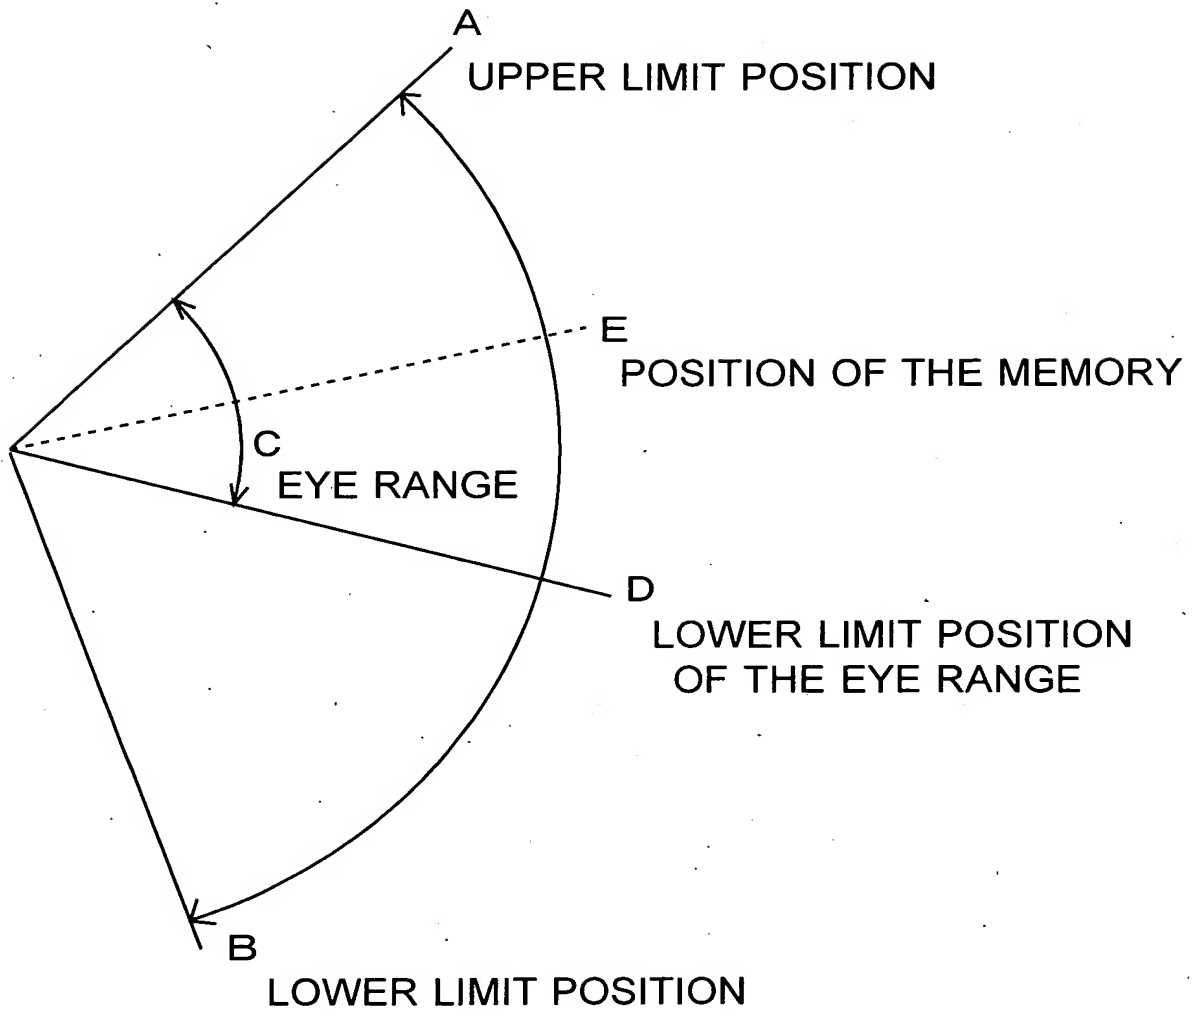 A
UPPER LIMIT POSITION
E
POSITION OF THE MEMORY
C
EYE RANGE
D
LOWER LIMIT POSITION
OF THE EYE RANGE
B
LOWER LIMIT POSITION